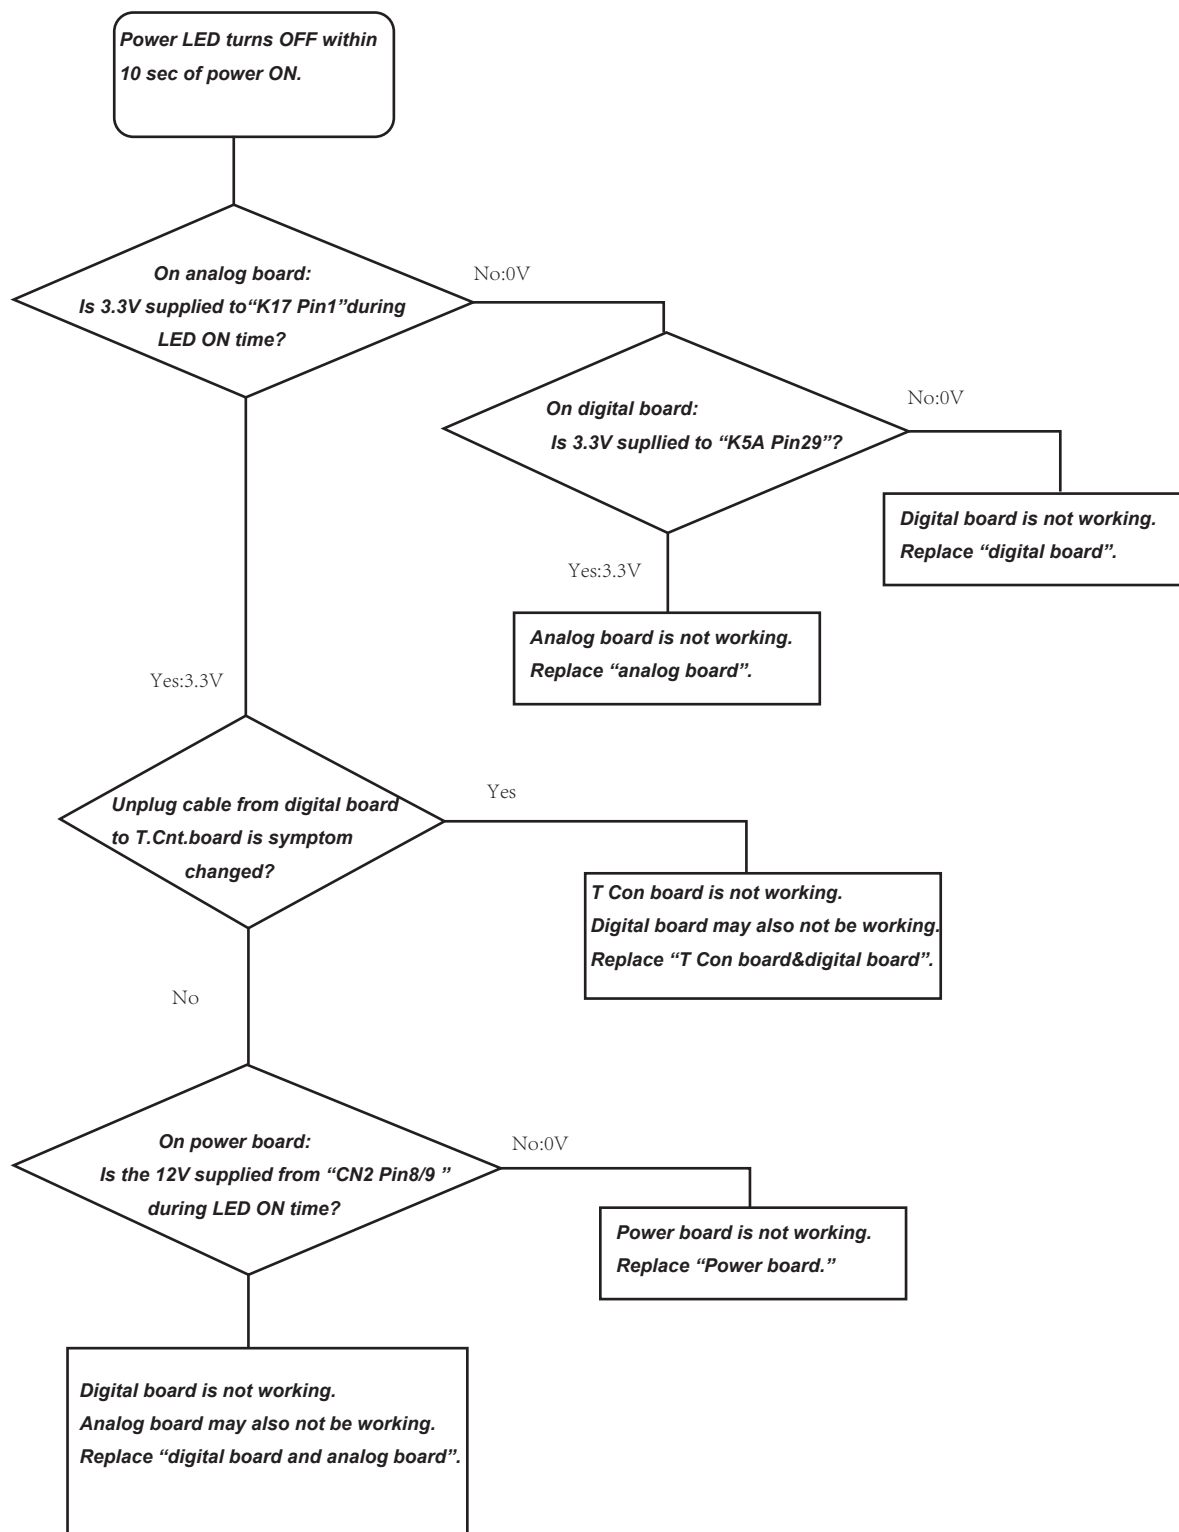 Power LED turns OFF within
10 sec of power ON.
On analog board:
Is 3.3V supplied to“K17 Pin1”during
LED ON time?
No:0V
On digital board:
Is 3.3V supllied to “K5A Pin29”?
No:0V
Digital board is not working.
Replace “digital board”.
Yes:3.3V
Analog board is not working.
Replace “analog board”.
Yes:3.3V
Unplug cable from digital board
to T.Cnt.board is symptom
changed?
Yes
T Con board is not working.
Digital board may also not be working.
Replace “T Con board&digital board”.
No
On power board:
Is the 12V supplied from “CN2 Pin8/9 ”
during LED ON time?
No:0V
Power board is not working.
Replace “Power board.”
Digital board is not working.
Analog board may also not be working.
Replace “digital board and analog board”.